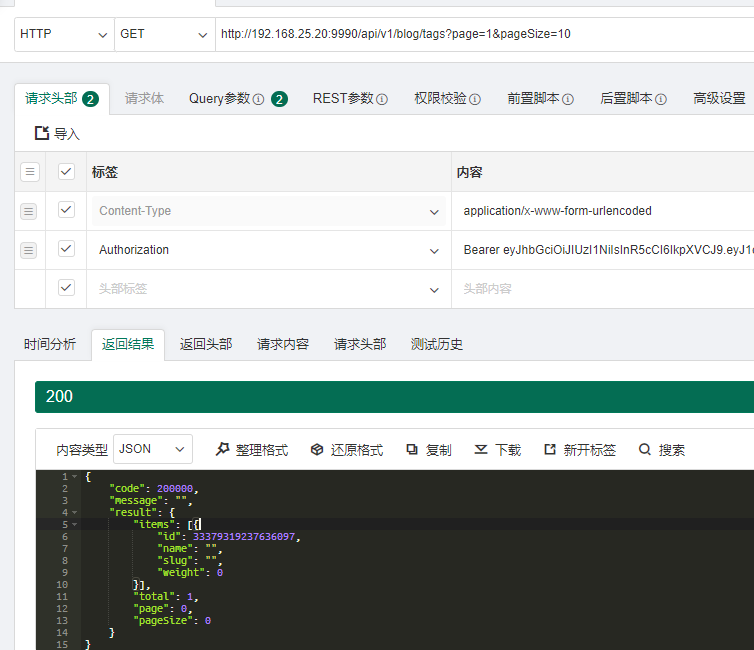 HTTP GET http://192.168.25.20:9990/api/v1/blog/tags?page=1&pageSize=10
请求头部 2 请求体 Query参数 2 REST参数 权限校验 前置脚本 后置脚本 高级设置
导入
标签 内容
Content-Type application/x-www-form-urlencoded
Authorization Bearer eyJhbGciOiJIUzI1NiIsInR5cCI6IkpXVCJ9.eyJ1
头部标签 头部内容
时间分析 返回结果 返回头部 请求内容 请求头部 测试历史
200
内容类型 JSON 整理格式 还原格式 复制 下载 新开标签 搜索
1 {
2 "code": 200000,
3 "message": "",
4 "result": {
5 "items": [{
6 "id": 33379319237636097,
7 "name": "",
8 "slug": "",
9 "weight": 0
10 }],
11 "total": 1,
12 "page": 0,
13 "pageSize": 0
14 }
15 }